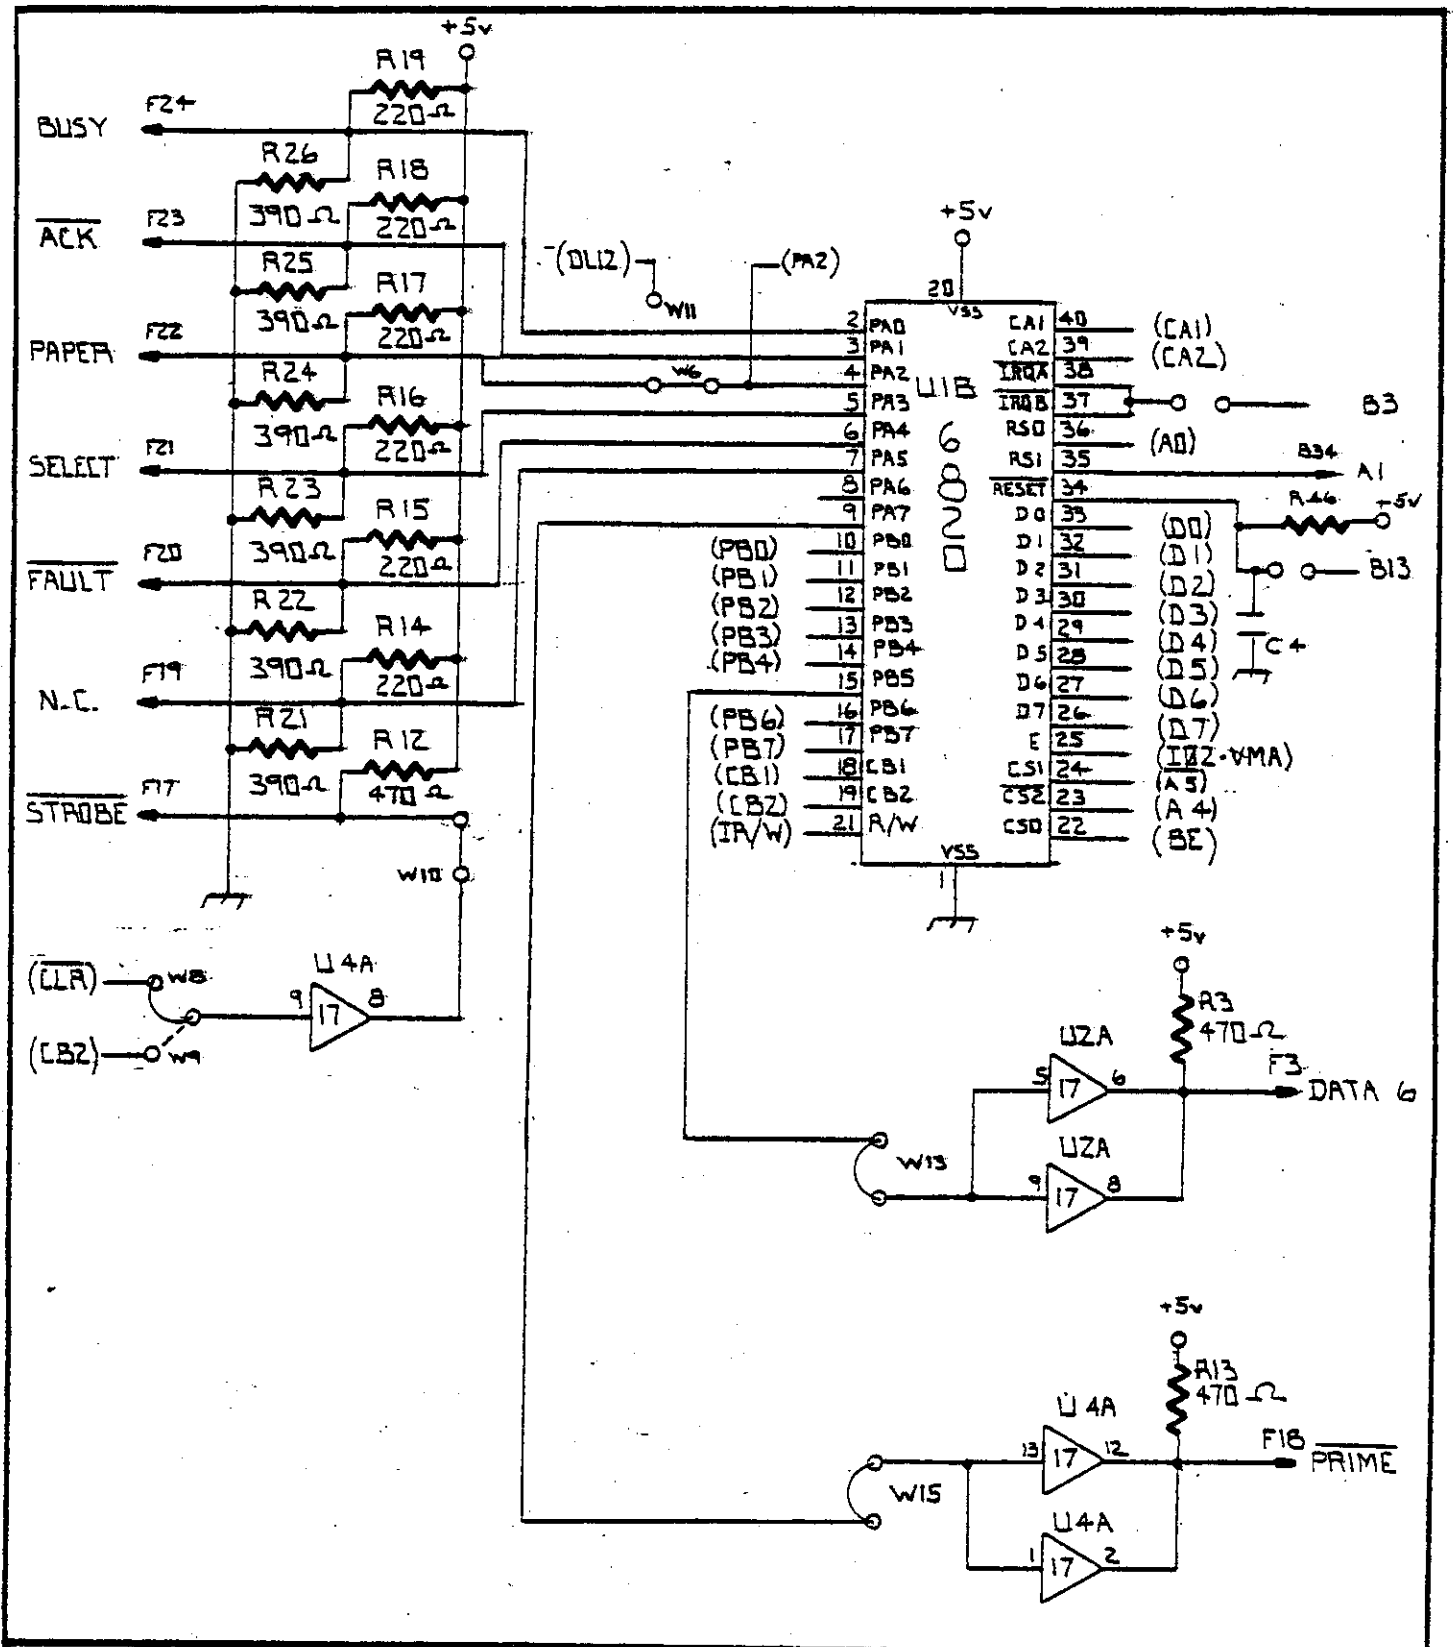 +5v
R19
220Ω
BUSY
F24
R26
390Ω
R18
220Ω
ACK
F23
R25
390Ω
R17
220Ω
PAPER
F22
R24
390Ω
R16
220Ω
SELECT
F21
R23
390Ω
R15
220Ω
FAULT
F20
R22
390Ω
R14
220Ω
N.C.
F19
R21
390Ω
R12
470Ω
STROBE
F17
W10
(CLR)
W8
(CB2)
W9
U4A
9
17
8
(DL12)
W11
(PA2)
W6
+5v
20
VSS
U1B
6820
2 PA0
3 PA1
4 PA2
5 PA3
6 PA4
7 PA5
8 PA6
9 PA7
(PB0) 10 PB0
(PB1) 11 PB1
(PB2) 12 PB2
(PB3) 13 PB3
(PB4) 14 PB4
15 PB5
(PB6) 16 PB6
(PB7) 17 PB7
(CB1) 18 CB1
(CB2) 19 CB2
(IR/W) 21 R/W
VSS
1
CA1 40 (CA1)
CA2 39 (CA2)
IRQA 38
IRQB 37 B3
RS0 36 (A0)
RS1 35 B34 A1
RESET 34
R46
+5v
B13
C4
D0 33 (D0)
D1 32 (D1)
D2 31 (D2)
D3 30 (D3)
D4 29 (D4)
D5 28 (D5)
D6 27 (D6)
D7 26 (D7)
E 25 (IØ2·VMA)
CS1 24 (A5)
CS2 23 (A4)
CS0 22 (BE)
+5v
R3
470Ω
U2A
5
17
6
F3
DATA 6
W13
U2A
9
17
8
+5v
R13
470Ω
U4A
13
17
12
F18
PRIME
W15
U4A
1
17
2